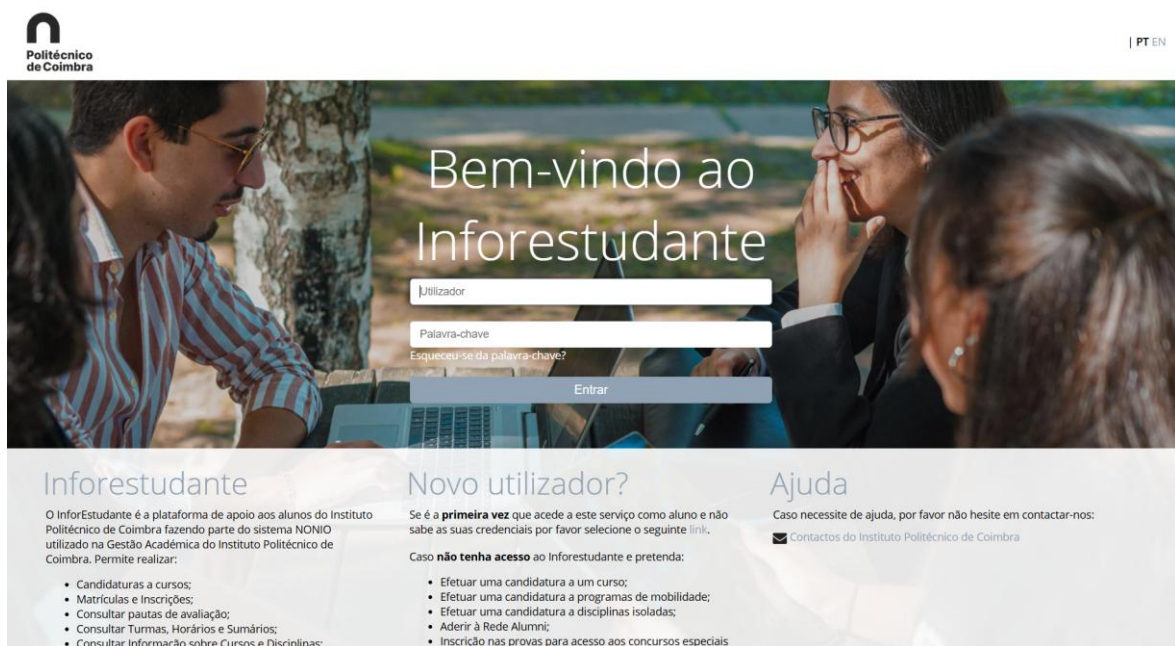 Politécnico
de Coimbra
| PT EN
Bem-vindo ao
Inforestudante
Utilizador
Palavra-chave
Esqueceu-se da palavra-chave?
Entrar
Inforestudante
O InforEstudante é a plataforma de apoio aos alunos do Instituto
Politécnico de Coimbra fazendo parte do sistema NONIO
utilizado na Gestão Académica do Instituto Politécnico de
Coimbra. Permite realizar:
• Candidaturas a cursos;
• Matrículas e Inscrições;
• Consultar pautas de avaliação;
• Consultar Turmas, Horários e Sumários;
• Consultar Informação sobre Cursos e Disciplinas;
Novo utilizador?
Se é a primeira vez que acede a este serviço como aluno e não
sabe as suas credenciais por favor selecione o seguinte link.
Caso não tenha acesso ao Inforestudante e pretenda:
• Efetuar uma candidatura a um curso;
• Efetuar uma candidatura a programas de mobilidade;
• Efetuar uma candidatura a disciplinas isoladas;
• Aderir à Rede Alumni;
• Inscrição nas provas para acesso aos concursos especiais
Ajuda
Caso necessite de ajuda, por favor não hesite em contactar-nos:
Contactos do Instituto Politécnico de Coimbra